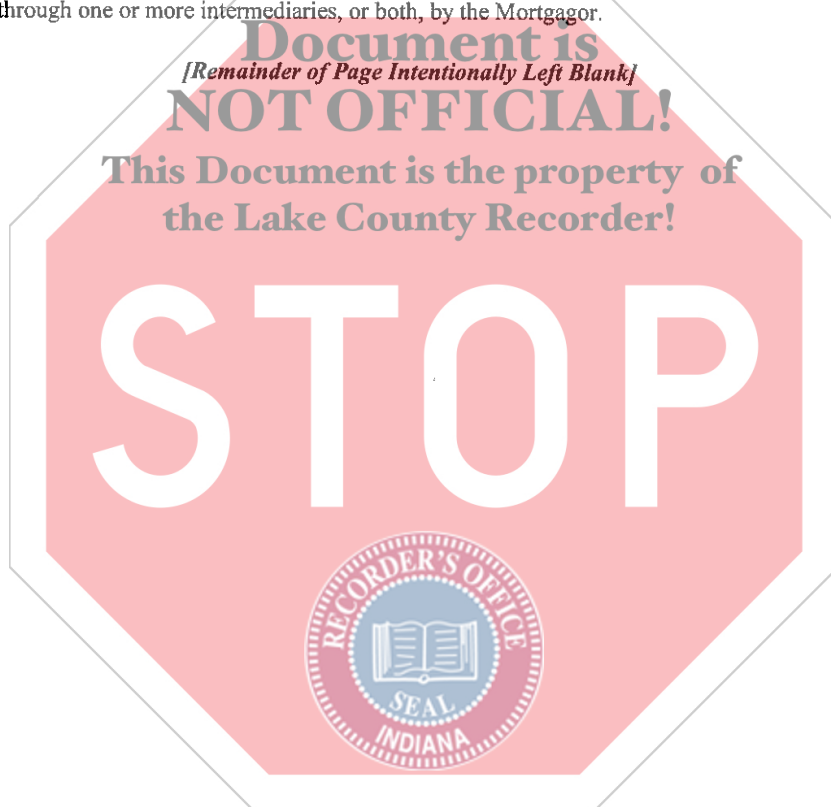 through one or more intermediaries, or both, by the Mortgagor.
Document is
[Remainder of Page Intentionally Left Blank]
NOT OFFICIAL!
This Document is the property of
the Lake County Recorder!
STOP
RECORDER'S OFFICE
SEAL
INDIANA